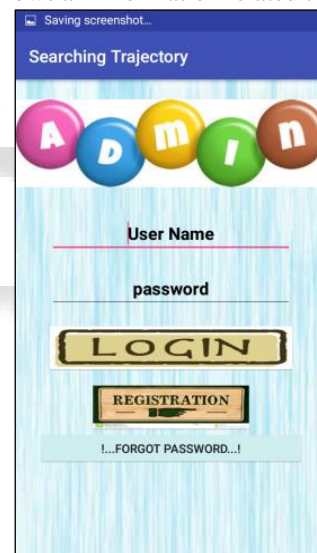 Saving screenshot...
Searching Trajectory
Admin
User Name
password
LOGIN
REGISTRATION
!...FORGOT PASSWORD...!